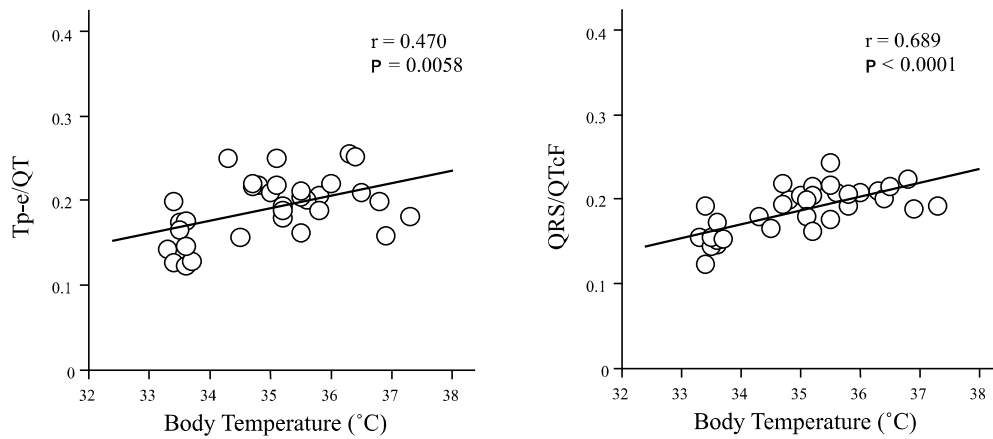 r = 0.470
P = 0.0058
0.4
0.3
0.2
0.1
0
Tp-e/QT
32 33 34 35 36 37 38
Body Temperature (˚C)
r = 0.689
P < 0.0001
0.4
0.3
0.2
0.1
0
QRS/QTcF
32 33 34 35 36 37 38
Body Temperature (˚C)